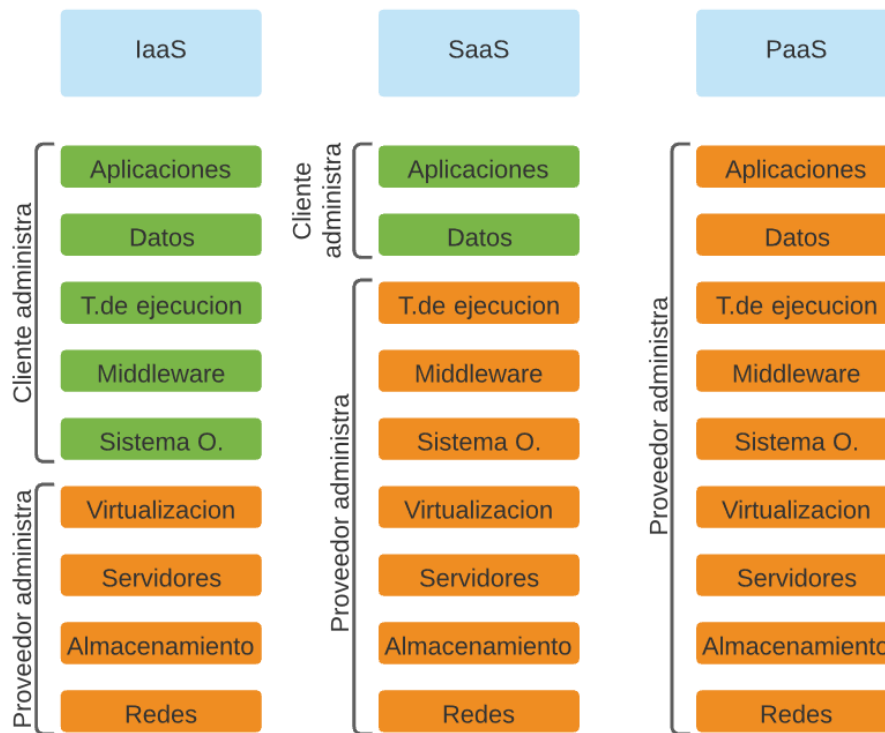 IaaS
SaaS
PaaS
Cliente administra
Aplicaciones
Datos
T.de ejecucion
Middleware
Sistema O.
Proveedor administra
Virtualizacion
Servidores
Almacenamiento
Redes
Cliente
administra
Aplicaciones
Datos
Proveedor administra
T.de ejecucion
Middleware
Sistema O.
Virtualizacion
Servidores
Almacenamiento
Redes
Proveedor administra
Aplicaciones
Datos
T.de ejecucion
Middleware
Sistema O.
Virtualizacion
Servidores
Almacenamiento
Redes